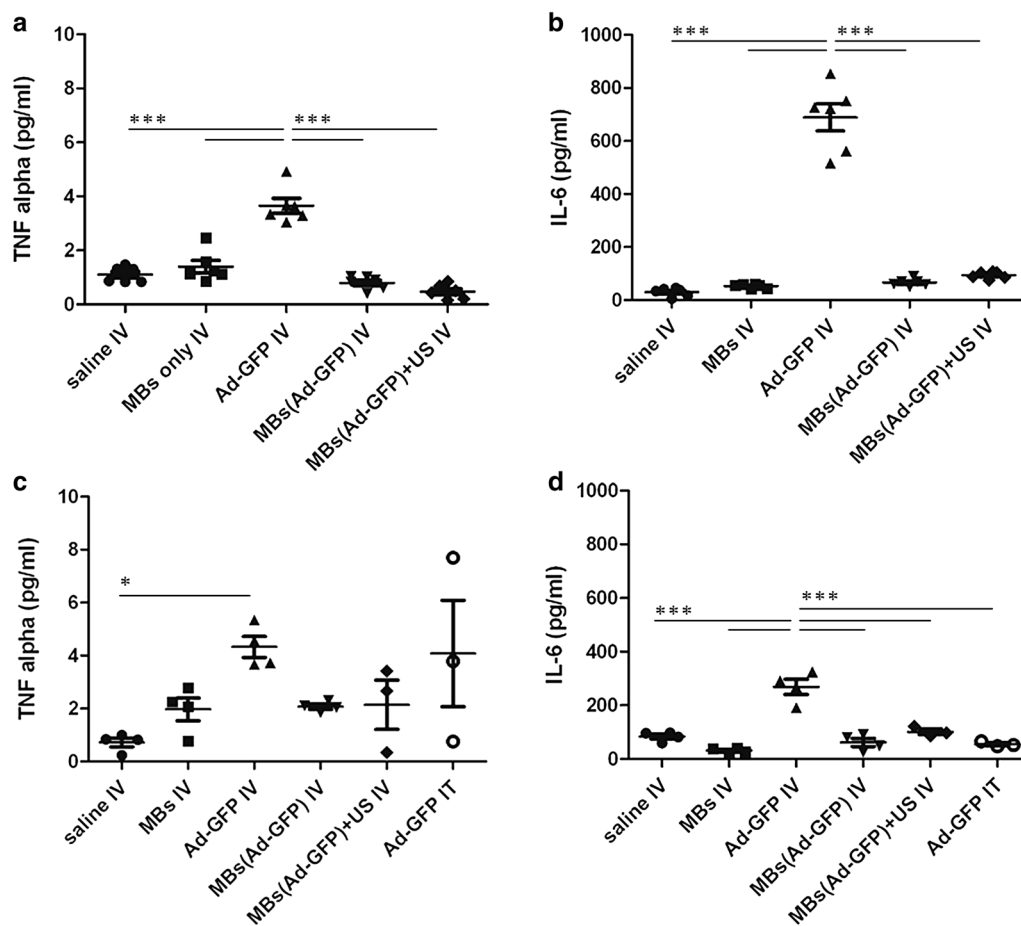 a
TNF alpha (pg/ml)
10
8
6
4
2
0
***
***
saline IV
MBs only IV
Ad-GFP IV
MBs(Ad-GFP) IV
MBs(Ad-GFP)+US IV
b
IL-6 (pg/ml)
1000
800
600
400
200
0
***
***
saline IV
MBs IV
Ad-GFP IV
MBs(Ad-GFP) IV
MBs(Ad-GFP)+US IV
c
TNF alpha (pg/ml)
10
8
6
4
2
0
*
saline IV
MBs IV
Ad-GFP IV
MBs(Ad-GFP) IV
MBs(Ad-GFP)+US IV
Ad-GFP IT
d
IL-6 (pg/ml)
1000
800
600
400
200
0
***
***
saline IV
MBs IV
Ad-GFP IV
MBs(Ad-GFP) IV
MBs(Ad-GFP)+US IV
Ad-GFP IT